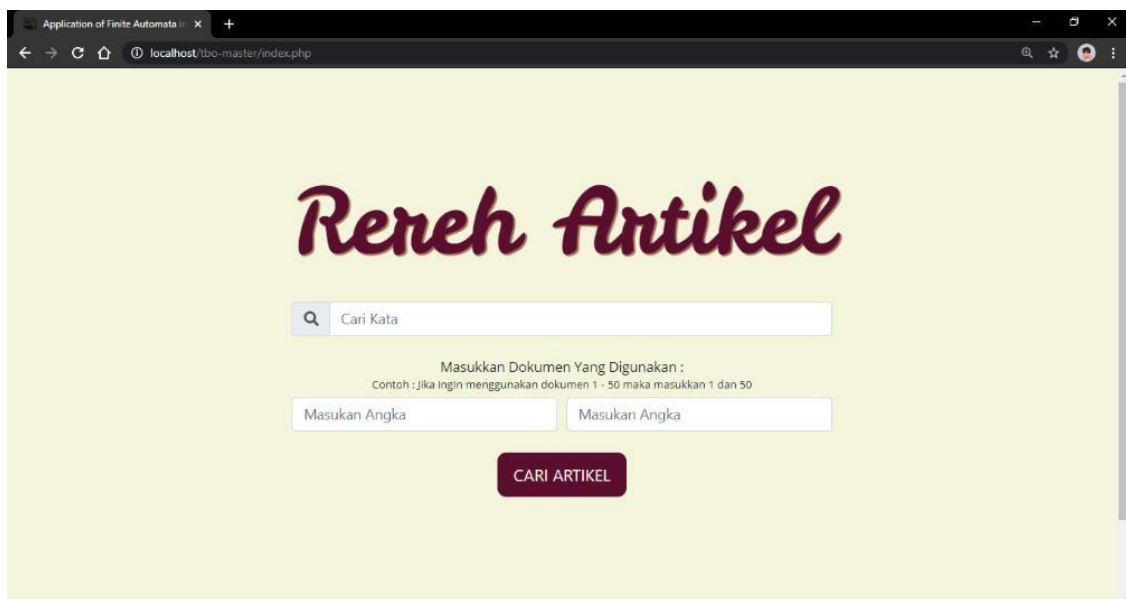 Application of Finite Automata in
localhost/tbo-master/index.php
Rereh Artikel
Cari Kata
Masukkan Dokumen Yang Digunakan :
Contoh : Jika ingin menggunakan dokumen 1 - 50 maka masukkan 1 dan 50
Masukan Angka Masukan Angka
CARI ARTIKEL